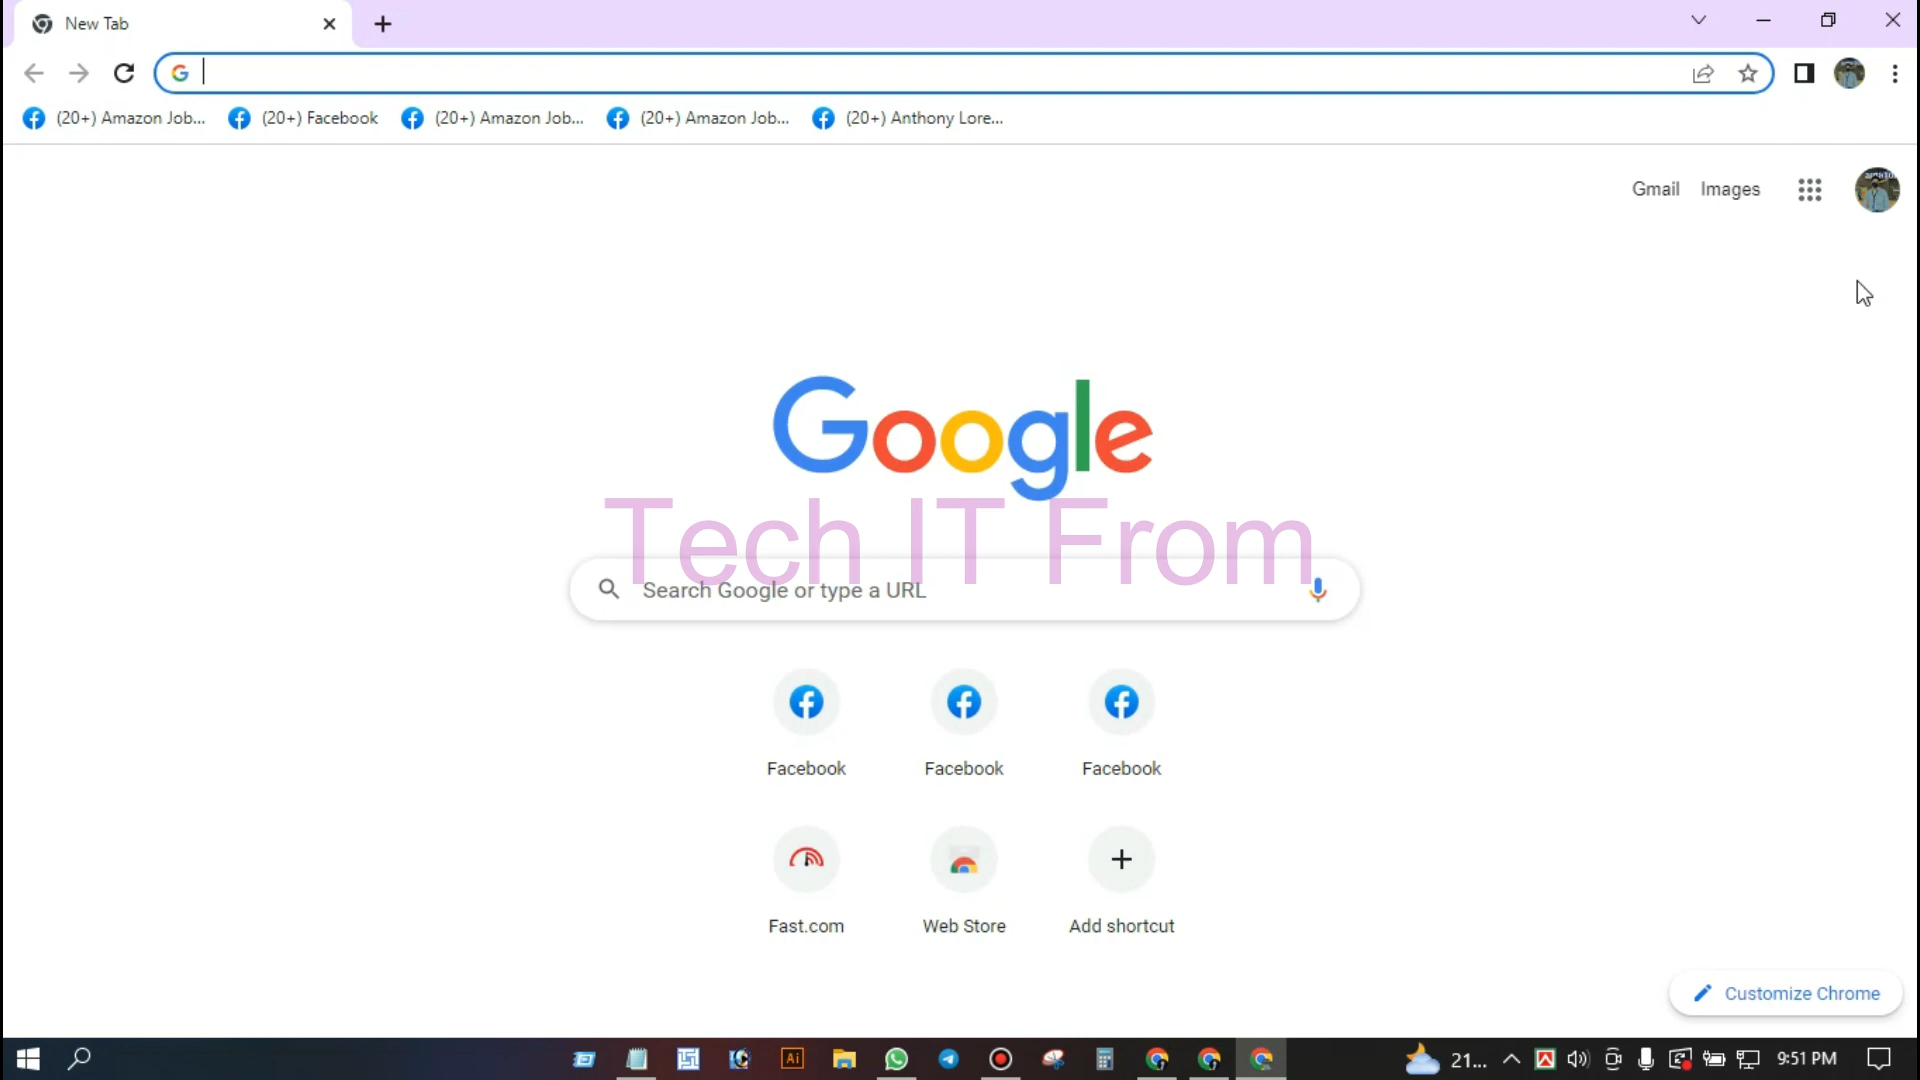 New Tab
(20+) Amazon Job...
(20+) Facebook
(20+) Amazon Job...
(20+) Amazon Job...
(20+) Anthony Lore...
Gmail
Images
Google
Tech IT From
Search Google or type a URL
Facebook
Facebook
Facebook
Fast.com
Web Store
Add shortcut
Customize Chrome
Ai
21...
9:51 PM